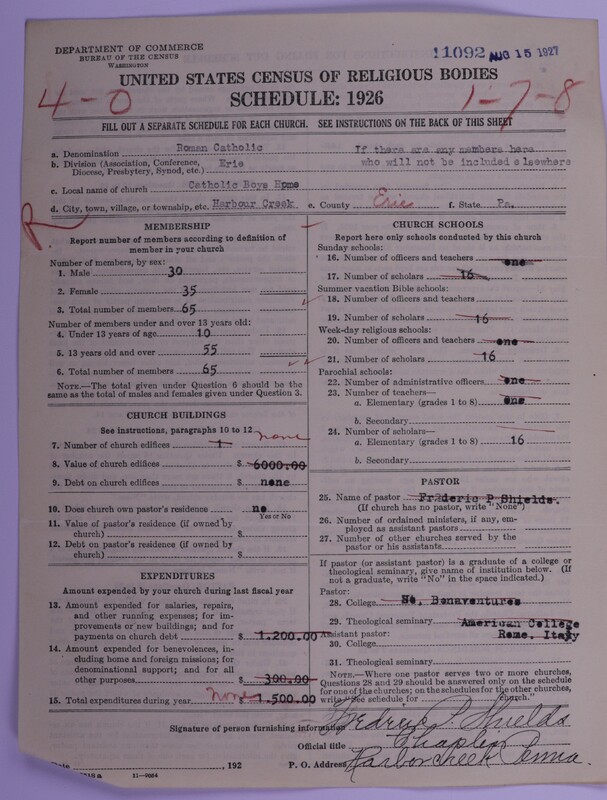 DEPARTMENT OF COMMERCE
BUREAU OF THE CENSUS
WASHINGTON
11092 AUG 15 1927
UNITED STATES CENSUS OF RELIGIOUS BODIES
SCHEDULE: 1926
4-0
1-7-8
FILL OUT A SEPARATE SCHEDULE FOR EACH CHURCH. SEE INSTRUCTIONS ON THE BACK OF THIS SHEET
a. Denomination Roman Catholic If there are any members here
b. Division (Association, Conference, Diocese, Presbytery, Synod, etc.) Erie who will not be included elsewhere
c. Local name of church Catholic Boys Home
d. City, town, village, or township, etc. Harbour Creek e. County Erie f. State Pa.
R
MEMBERSHIP
Report number of members according to definition of
member in your church
Number of members, by sex:
1. Male 30
2. Female 35
3. Total number of members 65
Number of members under and over 13 years old:
4. Under 13 years of age 10
5. 13 years old and over 55
6. Total number of members 65
NOTE.—The total given under Question 6 should be
the same as the total of males and females given under Question 3.
CHURCH BUILDINGS
See instructions, paragraphs 10 to 12
7. Number of church edifices 1 none
8. Value of church edifices $ 6000.00
9. Debt on church edifices $ none
10. Does church own pastor's residence? no
Yes or No
11. Value of pastor's residence (if owned by
church) $
12. Debt on pastor's residence (if owned by
church) $
EXPENDITURES
Amount expended by your church during last fiscal year
13. Amount expended for salaries, repairs,
and other running expenses; for im-
provements or new buildings; and for
payments on church debt $ 1.200.00
14. Amount expended for benevolences, in-
cluding home and foreign missions; for
denominational support; and for all
other purposes $ 300.00
15. Total expenditures during year none $ 1.500.00
CHURCH SCHOOLS
Report here only schools conducted by this church
Sunday schools:
16. Number of officers and teachers one
17. Number of scholars 16
Summer vacation Bible schools:
18. Number of officers and teachers
19. Number of scholars 16
Week-day religious schools:
20. Number of officers and teachers one
21. Number of scholars 16
Parochial schools:
22. Number of administrative officers one
23. Number of teachers—
a. Elementary (grades 1 to 8) one
b. Secondary
24. Number of scholars—
a. Elementary (grades 1 to 8) 16
b. Secondary
PASTOR
25. Name of pastor Frederic P Shields.
(If church has no pastor, write "None")
26. Number of ordained ministers, if any, em-
ployed as assistant pastors
27. Number of other churches served by the
pastor or his assistants
If pastor (or assistant pastor) is a graduate of a college or
theological seminary, give name of institution below. (If
not a graduate, write "No" in the space indicated.)
Pastor:
28. College St. Bonaventures
29. Theological seminary American College
Assistant pastor: Rome. Italy
30. College
31. Theological seminary
NOTE.—Where one pastor serves two or more churches,
Questions 28 and 29 should be answered only on the schedule
for one of the churches; on the schedules for the other churches,
write "See schedule for church."
Signature of person furnishing information Fredric P. Shields
Official title Chaplin
Date , 192 P. O. Address Harborcreek Penna.
11—9064